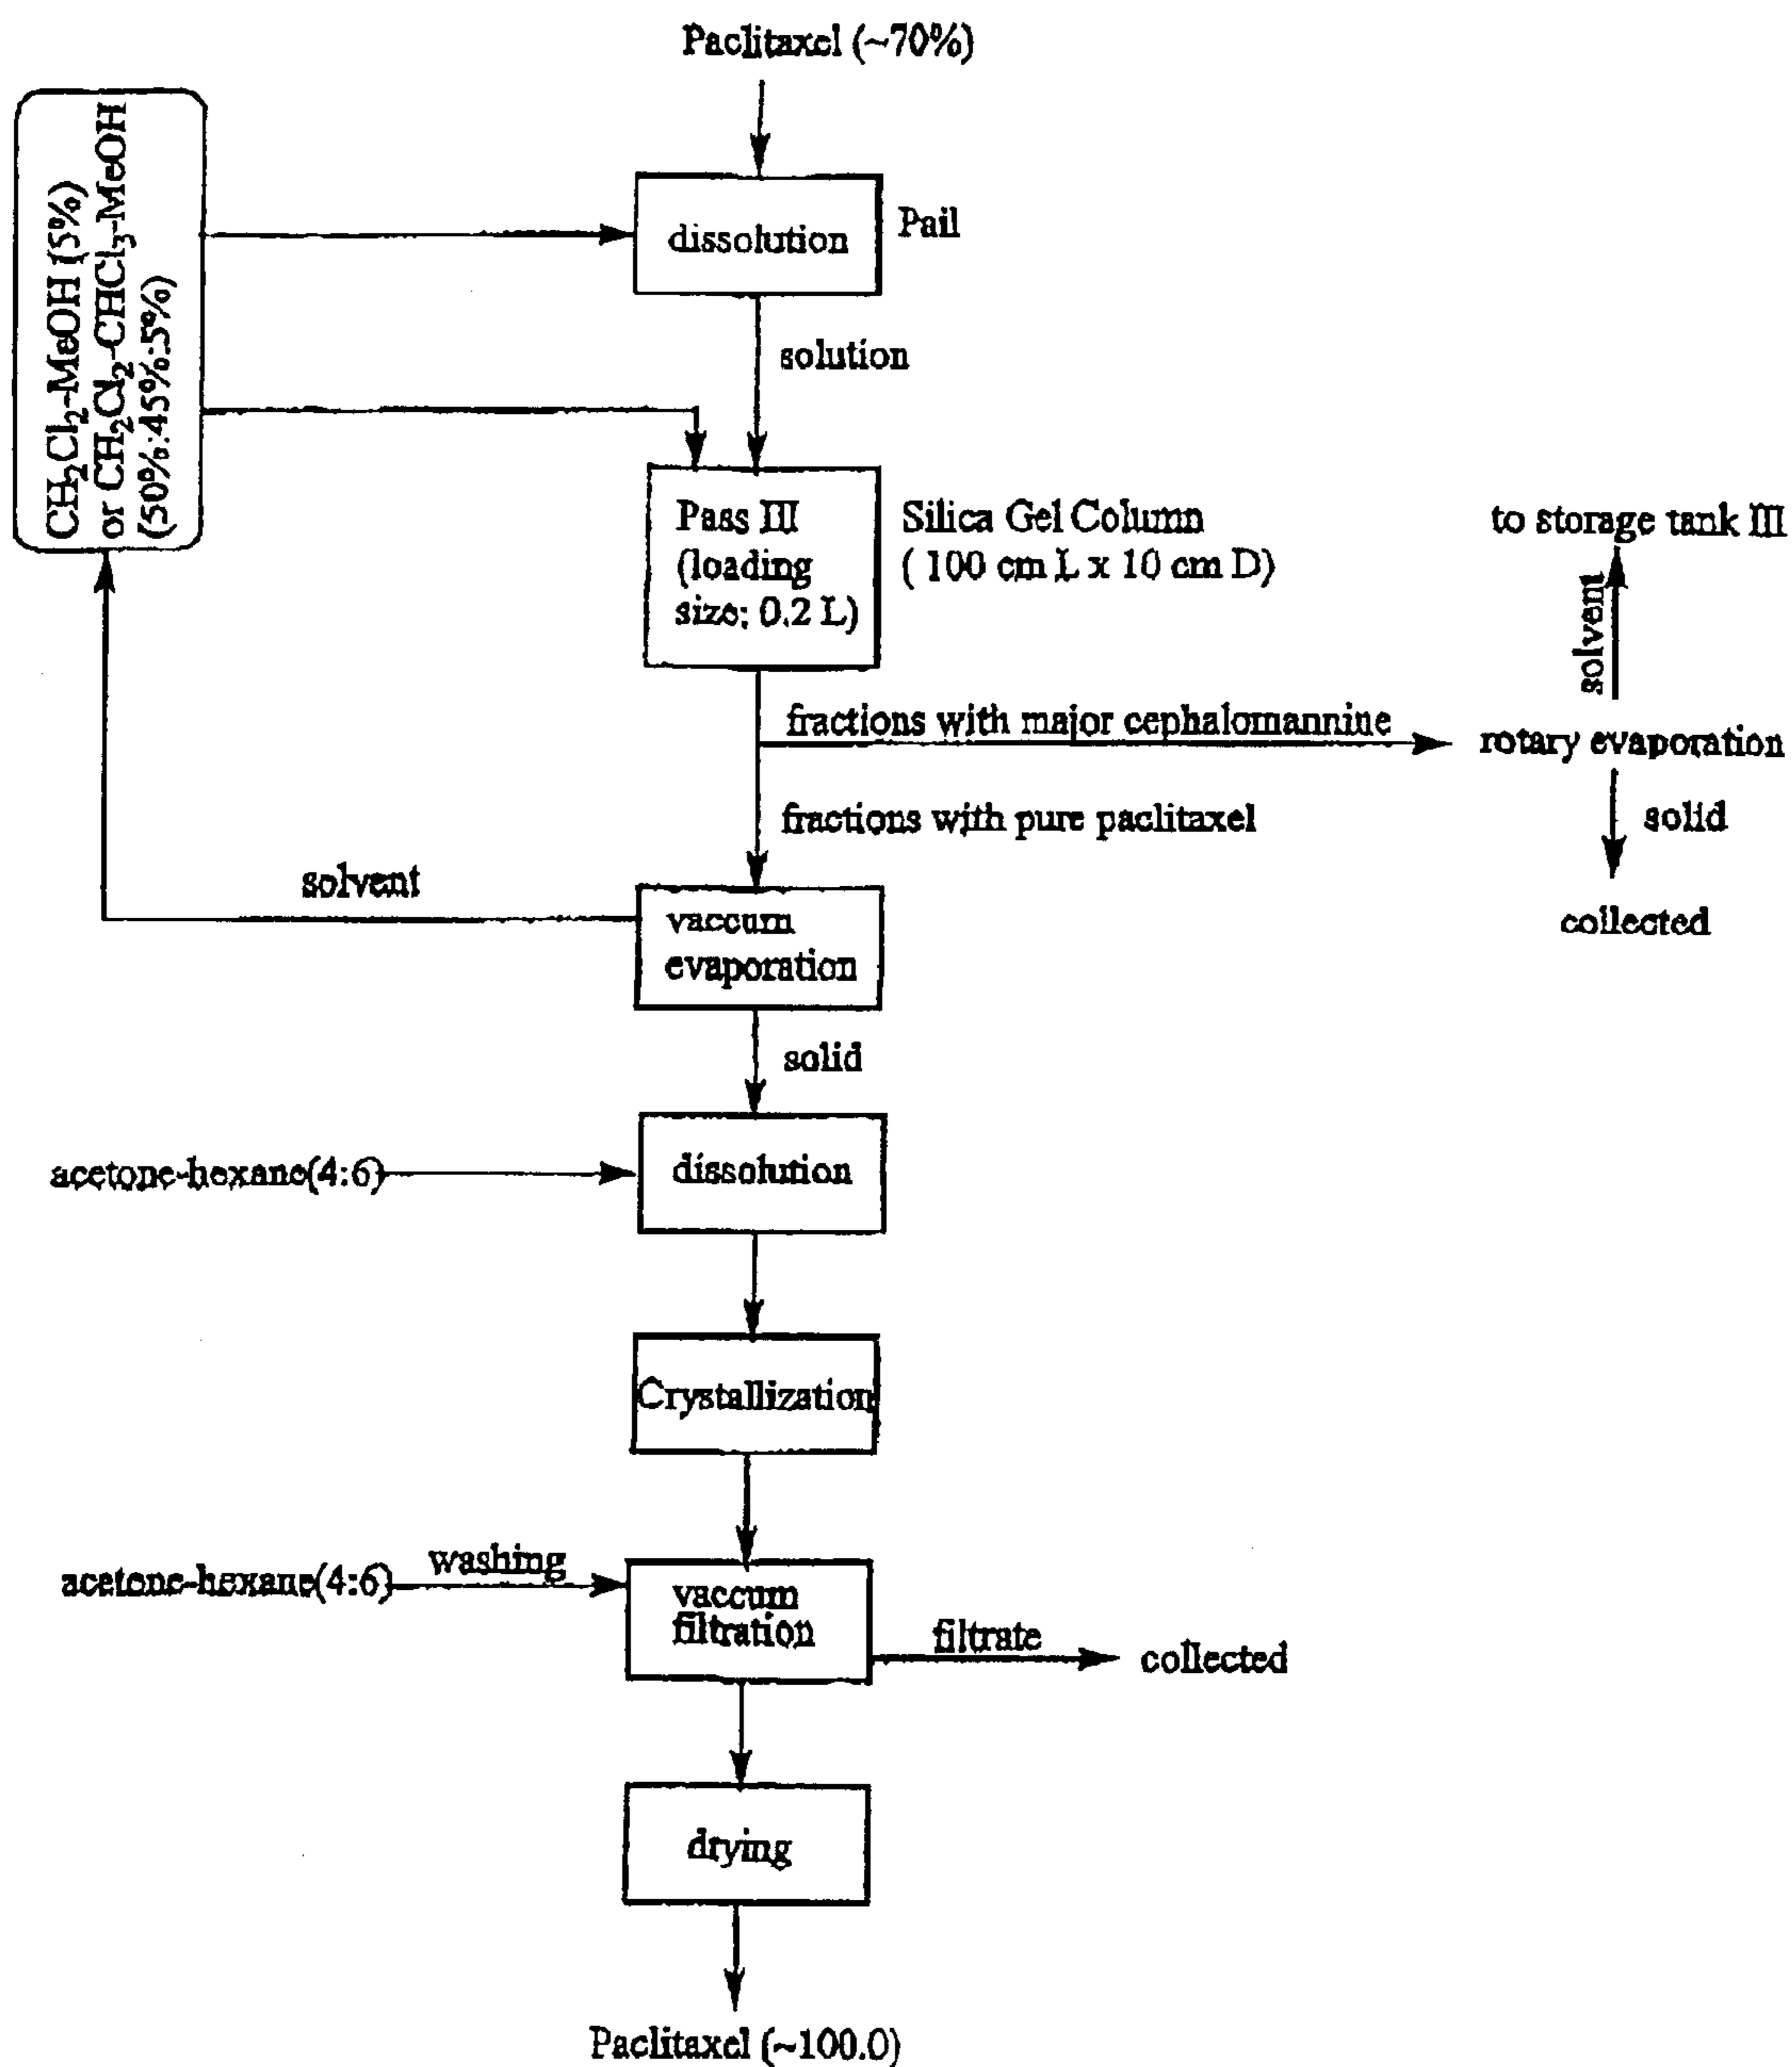 Paclitaxel (~70%)
CH2Cl2-MeOH (5%)
or CH2Cl2-CHCl3-MeOH
(50%:45%:5%)
dissolution
Pail
solution
Pass III
(loading
size: 0.2 L)
Silica Gel Column
( 100 cm L x 10 cm D)
to storage tank III
solvent
fractions with major cephalomannine
rotary evaporation
fractions with pure paclitaxel
solid
collected
solvent
vaccum
evaporation
solid
acetone-hexane(4:6)
dissolution
Crystallization
acetone-hexane(4:6)
washing
vaccum
filtration
filtrate
collected
drying
Paclitaxel (~100.0)